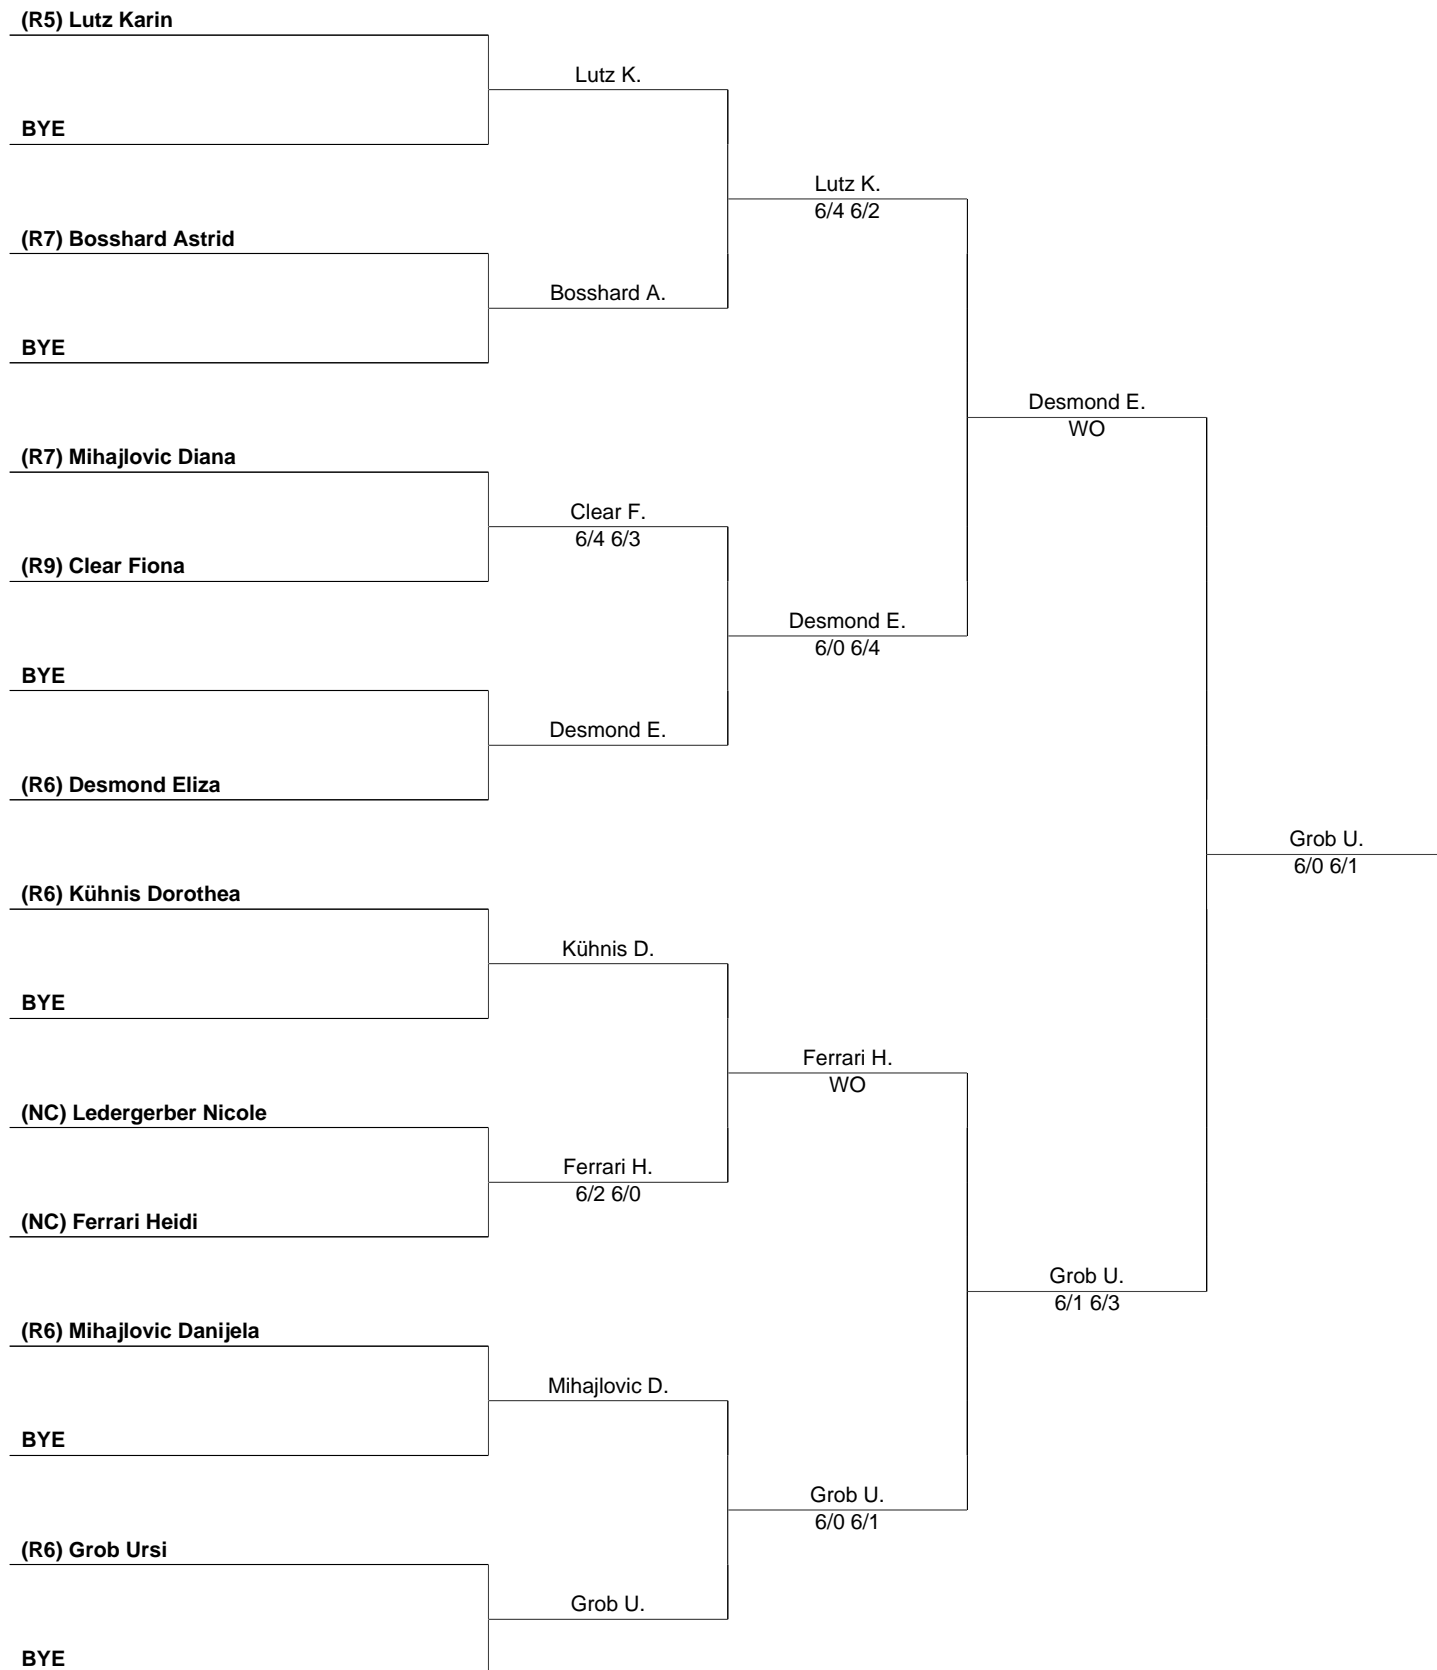 (R5) Lutz Karin
Lutz K.
BYE
Lutz K.
6/4 6/2
(R7) Bosshard Astrid
Bosshard A.
BYE
Desmond E.
WO
(R7) Mihajlovic Diana
Clear F.
6/4 6/3
(R9) Clear Fiona
Desmond E.
6/0 6/4
BYE
Desmond E.
(R6) Desmond Eliza
Grob U.
6/0 6/1
(R6) Kühnis Dorothea
Kühnis D.
BYE
Ferrari H.
WO
(NC) Ledergerber Nicole
Ferrari H.
6/2 6/0
(NC) Ferrari Heidi
Grob U.
6/1 6/3
(R6) Mihajlovic Danijela
Mihajlovic D.
BYE
Grob U.
6/0 6/1
(R6) Grob Ursi
Grob U.
BYE